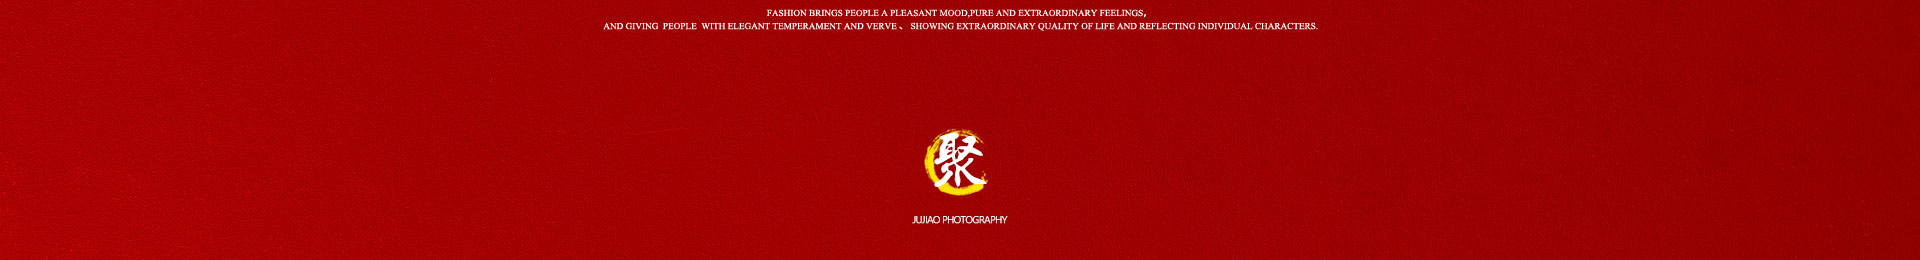 FASHION BRINGS PEOPLE A PLEASANT MOOD,PURE AND EXTRAORDINARY FEELINGS,
AND GIVING PEOPLE WITH ELEGANT TEMPERAMENT AND VERVE、 SHOWING EXTRAORDINARY QUALITY OF LIFE AND REFLECTING INDIVIDUAL CHARACTERS.
聚
JUJIAO PHOTOGRAPHY